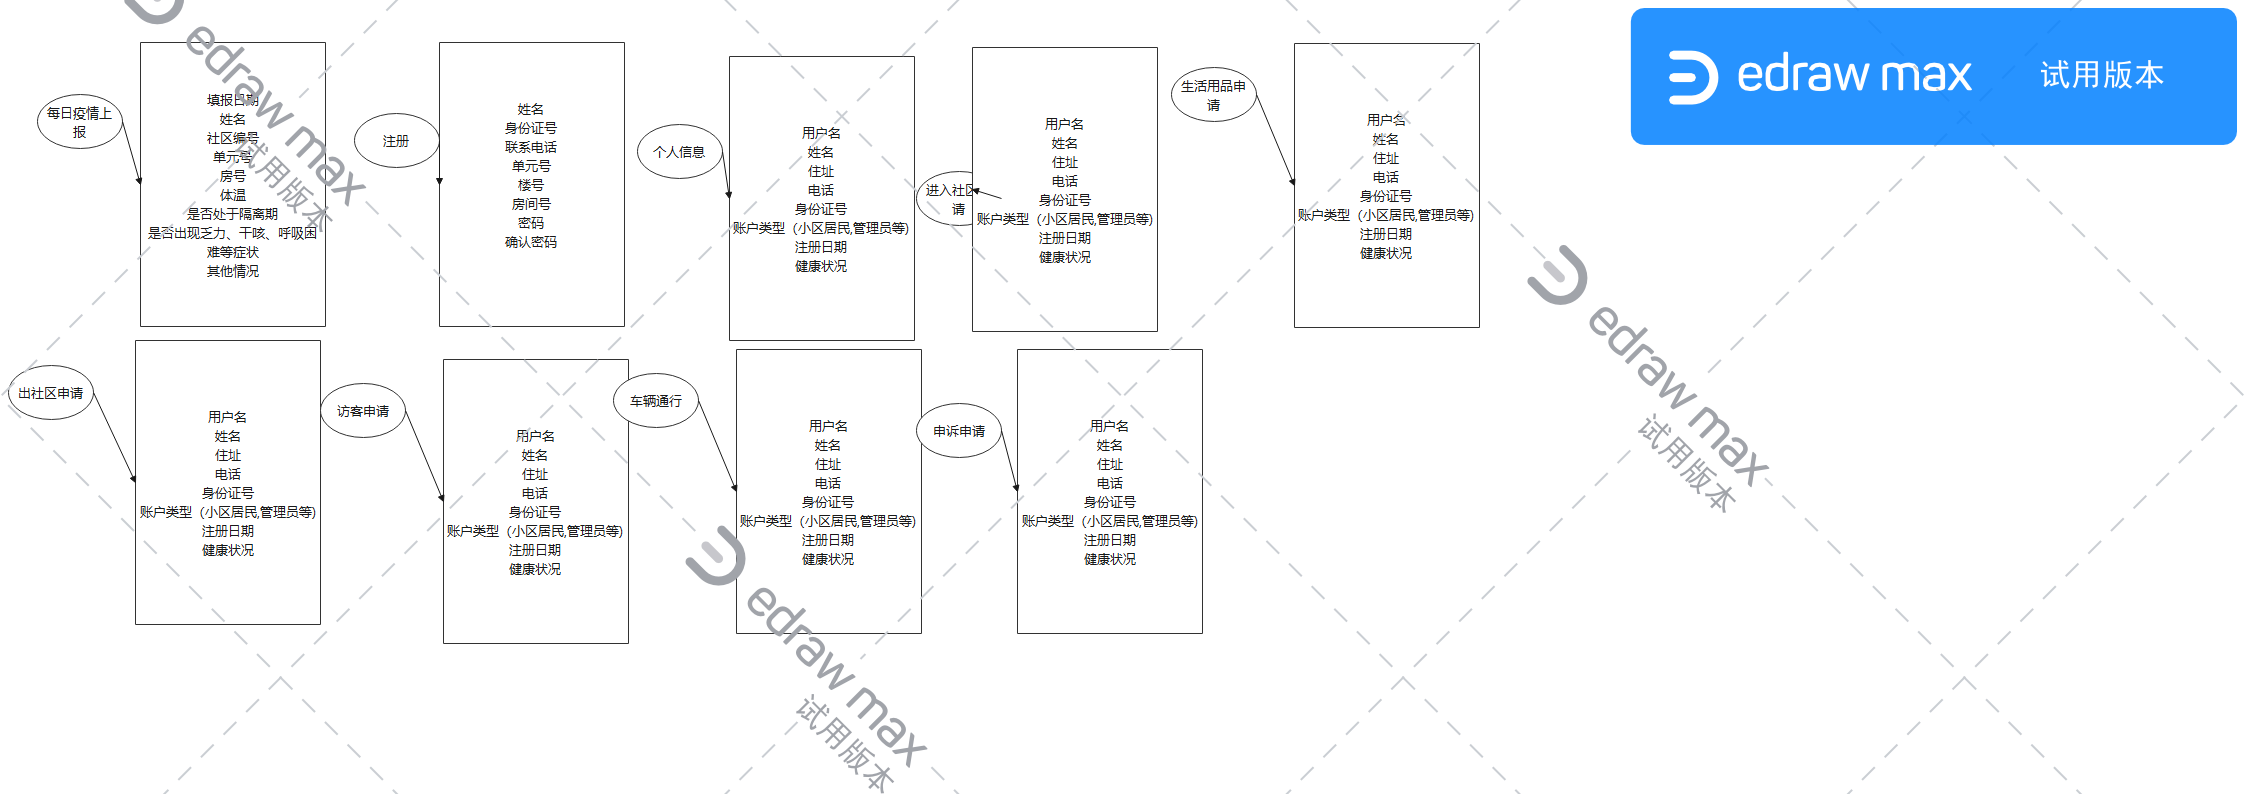 每日疫情上
报
填报日期
姓名
社区编号
单元号
房号
体温
是否处于隔离期
是否出现乏力、干咳、呼吸困
难等症状
其他情况
注册
姓名
身份证号
联系电话
单元号
楼号
房间号
密码
确认密码
个人信息
用户名
姓名
住址
电话
身份证号
账户类型（小区居民,管理员等)
注册日期
健康状况
进入社区
请
用户名
姓名
住址
电话
身份证号
账户类型（小区居民,管理员等)
注册日期
健康状况
生活用品申
请
用户名
姓名
住址
电话
身份证号
账户类型（小区居民,管理员等)
注册日期
健康状况
edraw max 试用版本
出社区申请
用户名
姓名
住址
电话
身份证号
账户类型（小区居民,管理员等)
注册日期
健康状况
访客申请
用户名
姓名
住址
电话
身份证号
账户类型（小区居民,管理员等)
注册日期
健康状况
车辆通行
用户名
姓名
住址
电话
身份证号
账户类型（小区居民,管理员等)
注册日期
健康状况
申诉申请
用户名
姓名
住址
电话
身份证号
账户类型（小区居民,管理员等)
注册日期
健康状况
edraw max
试用版本
edraw max
试用版本
edraw max
试用版本